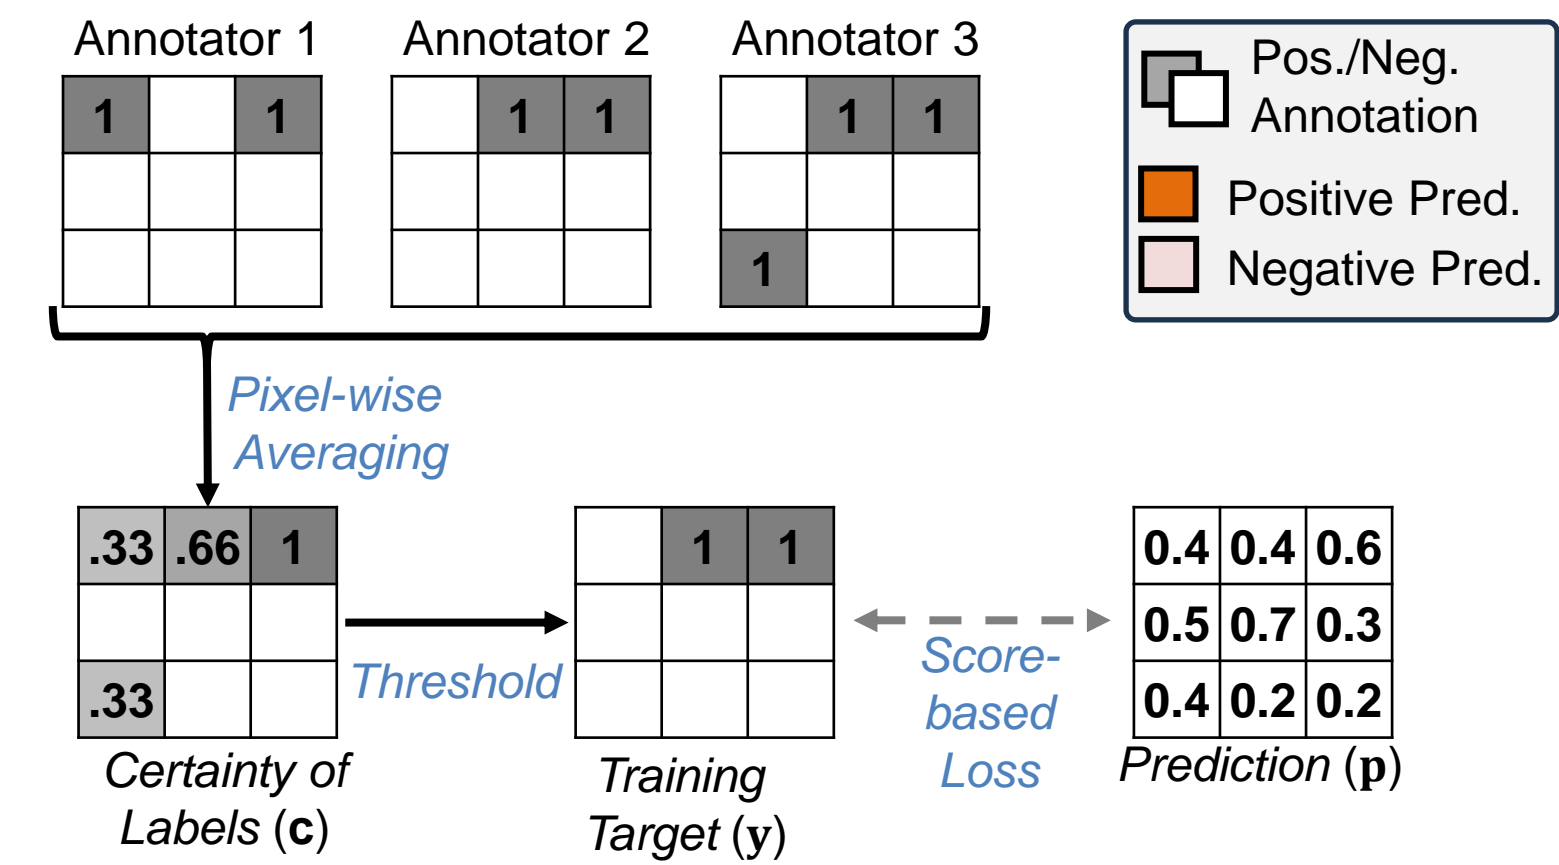 Annotator 1 Annotator 2 Annotator 3
1 1 1 1 1 1
1
Pos./Neg.
Annotation
Positive Pred.
Negative Pred.
Pixel-wise
Averaging
.33 .66 1
.33
Certainty of
Labels (c)
Threshold
1 1
Training
Target (y)
Score-
based
Loss
0.4 0.4 0.6
0.5 0.7 0.3
0.4 0.2 0.2
Prediction (p)